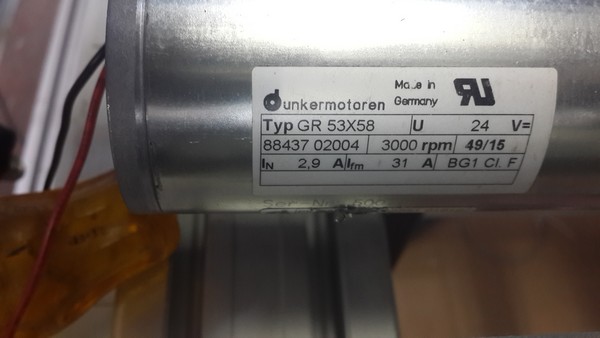 Made in
dunkermotoren Germany
Typ GR 53X58 U 24 V=
88437 02004 3000 rpm 49/15
IN 2,9 A Ifm 31 A BG1 Cl. F